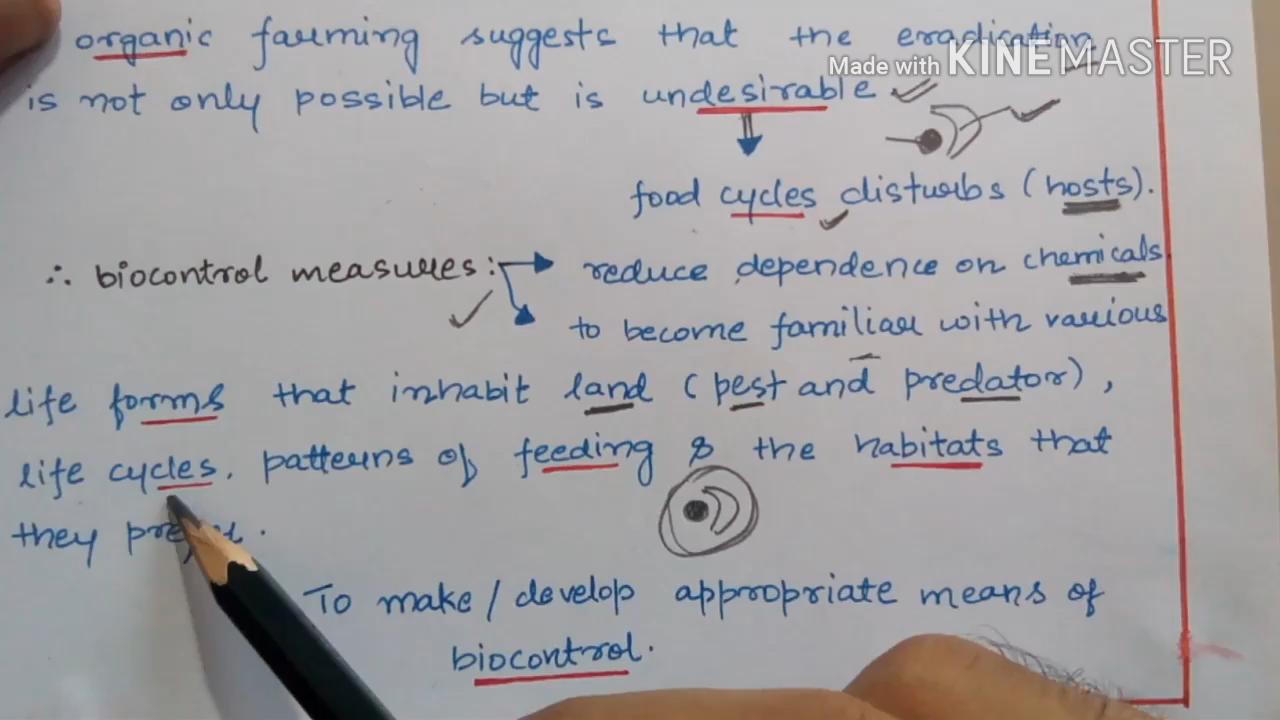 organic farming suggests that the eradication
Made with KINEMASTER
is not only possible but is undesirable
food cycles disturbs (hosts).
∴ biocontrol measures: reduce dependence on chemicals
to become familiar with various
life forms that inhabit land (pest and predator),
life cycles, patterns of feeding & the habitats that
they
To make / develop appropriate means of
biocontrol.